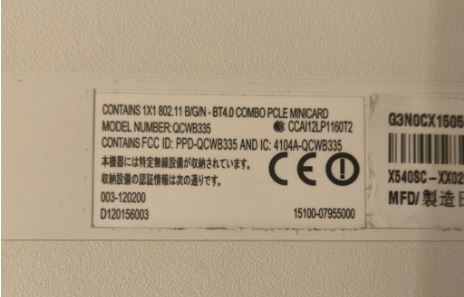 CONTAINS 1X1 802.11 B/G/N - BT4.0 COMBO PCLE MINICARD
MODEL NUMBER: QCWB335
CCAI12LP1160T2
CONTAINS FCC ID: PPD-QCWB335 AND IC: 4104A-QCWB335
本機器には特定無線設備が収納されています。
収納設備の認証情報は次の通りです。
CE
003-120200
D120156003
15100-07955000
G3N0CX1505
X540SC-XX02
MFD/製造日